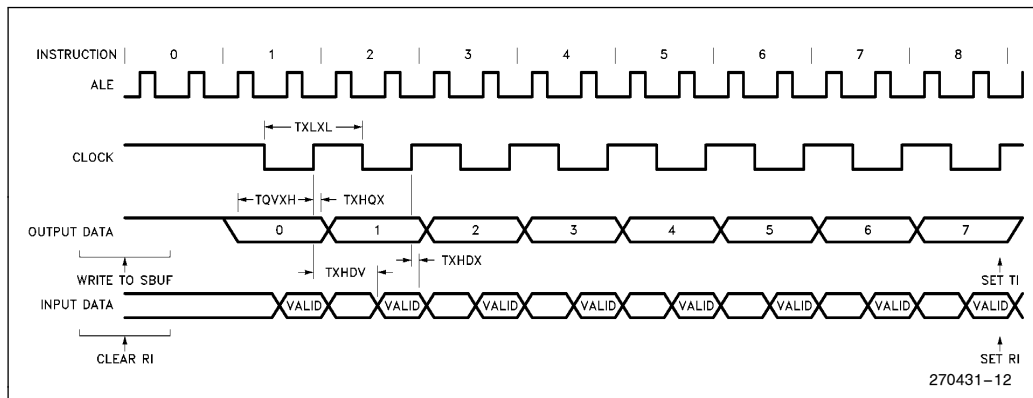 INSTRUCTION | 0 | 1 | 2 | 3 | 4 | 5 | 6 | 7 | 8 |
ALE
TXLXL
CLOCK
TQVXH TXHQX
OUTPUT DATA 0 1 2 3 4 5 6 7
TXHDV TXHDX
WRITE TO SBUF SET TI
INPUT DATA VALID VALID VALID VALID VALID VALID VALID VALID
CLEAR RI SET RI
270431–12